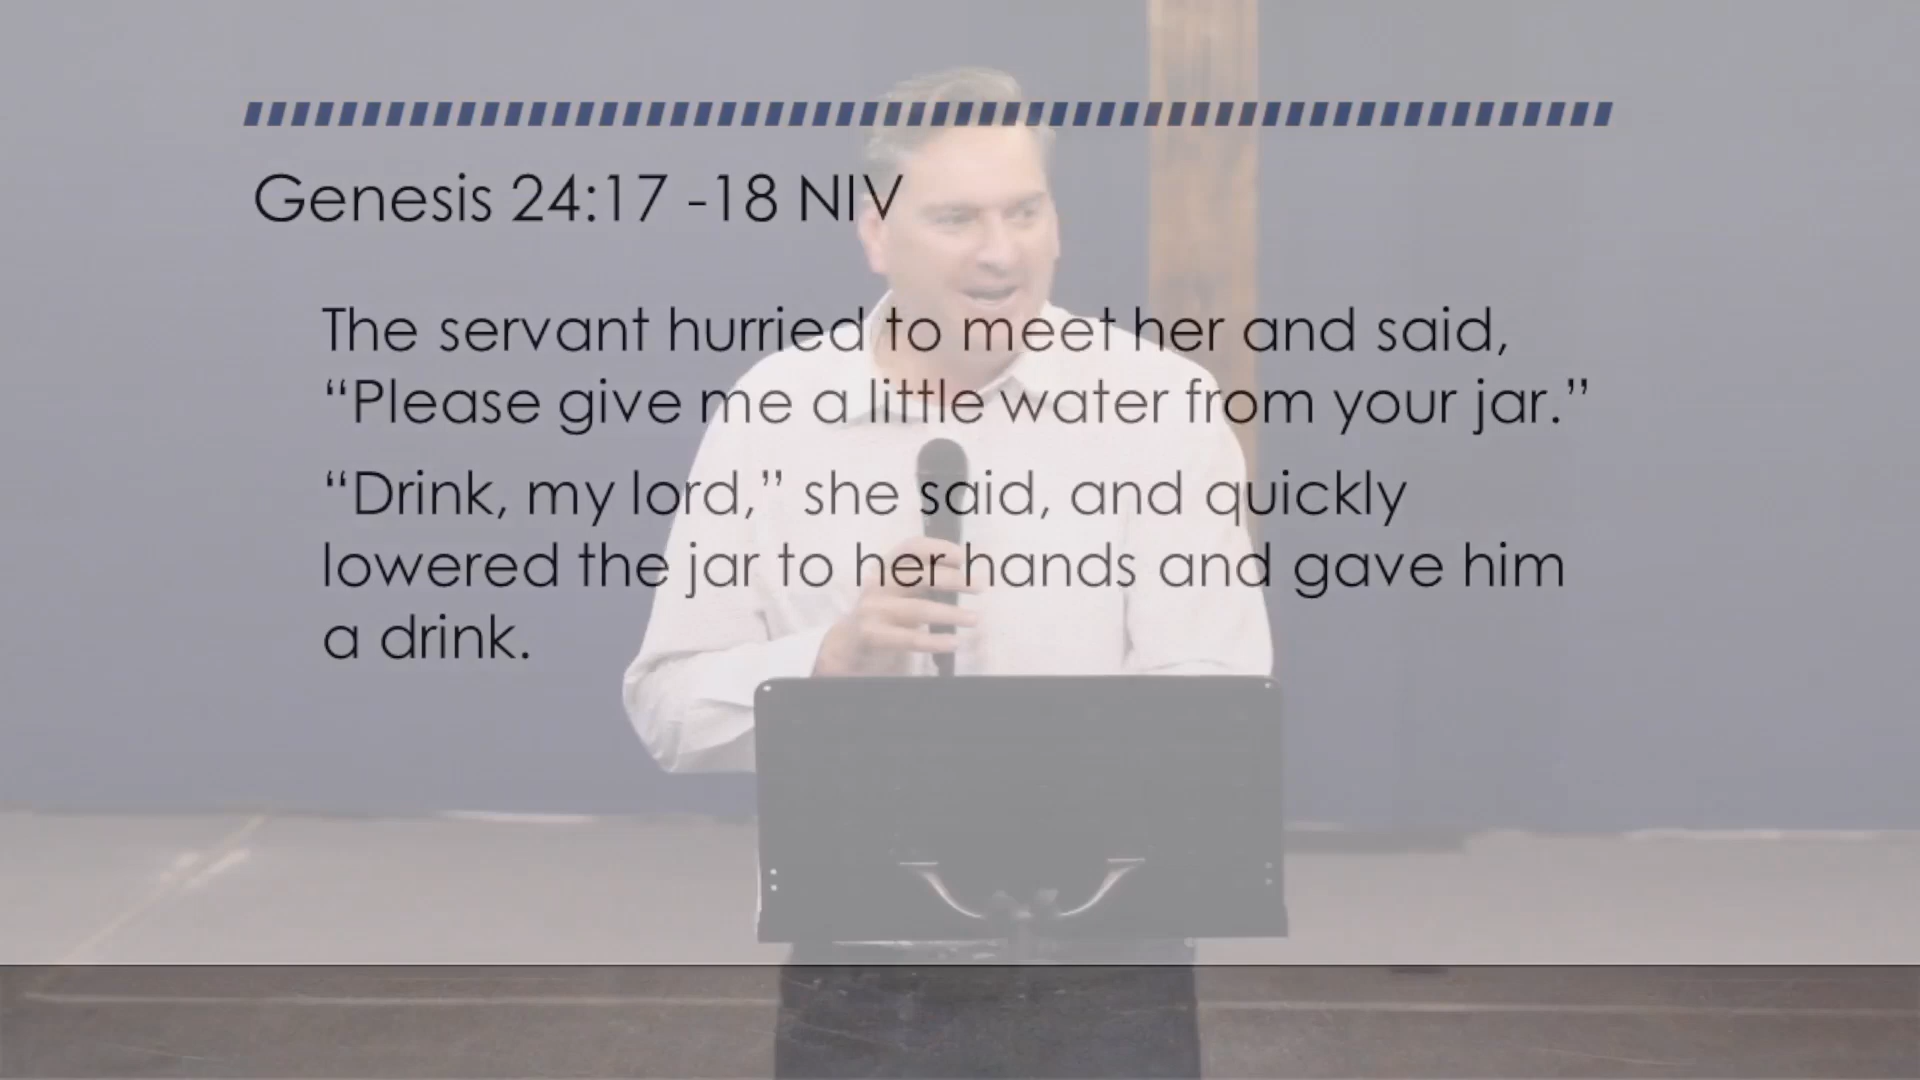 Genesis 24:17 -18 NIV
The servant hurried to meet her and said,
“Please give me a little water from your jar.”
“Drink, my lord,” she said, and quickly
lowered the jar to her hands and gave him
a drink.